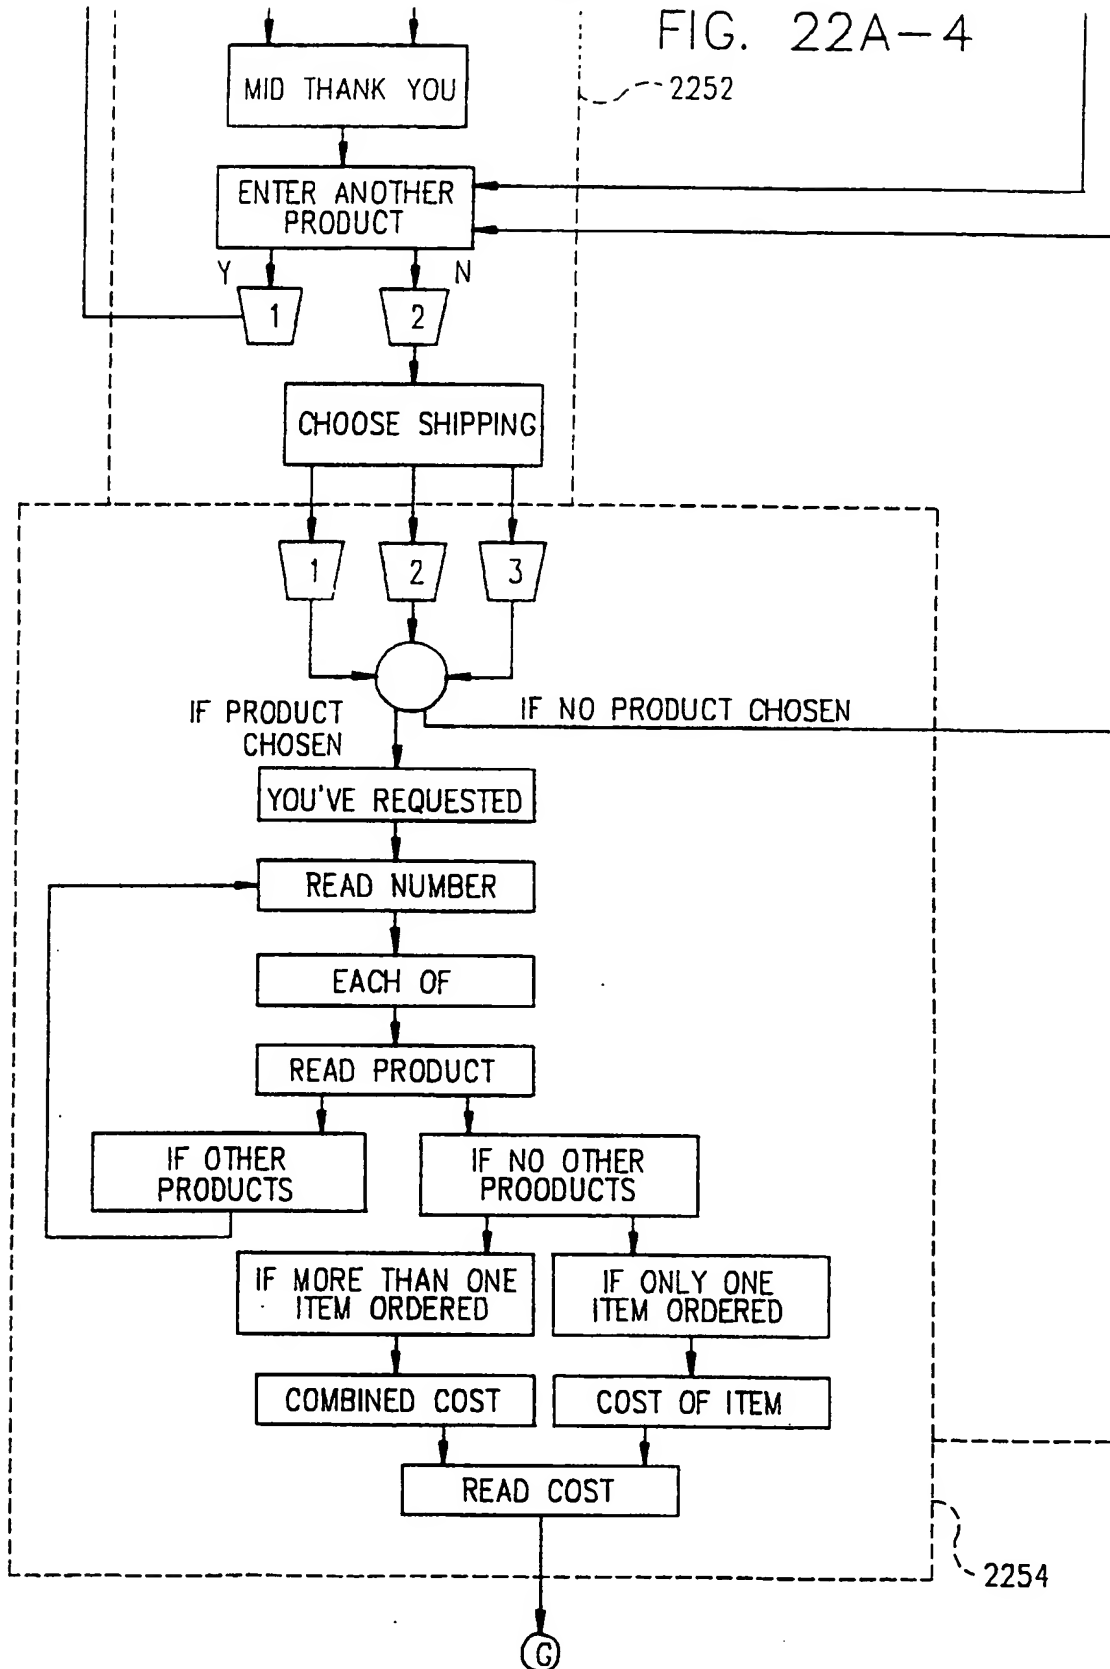 FIG. 22A-4
MID THANK YOU
2252
ENTER ANOTHER
PRODUCT
Y
N
1
2
CHOOSE SHIPPING
1
2
3
IF PRODUCT
CHOSEN
IF NO PRODUCT CHOSEN
YOU'VE REQUESTED
READ NUMBER
EACH OF
READ PRODUCT
IF OTHER
PRODUCTS
IF NO OTHER
PROODUCTS
IF MORE THAN ONE
ITEM ORDERED
IF ONLY ONE
ITEM ORDERED
COMBINED COST
COST OF ITEM
READ COST
2254
G